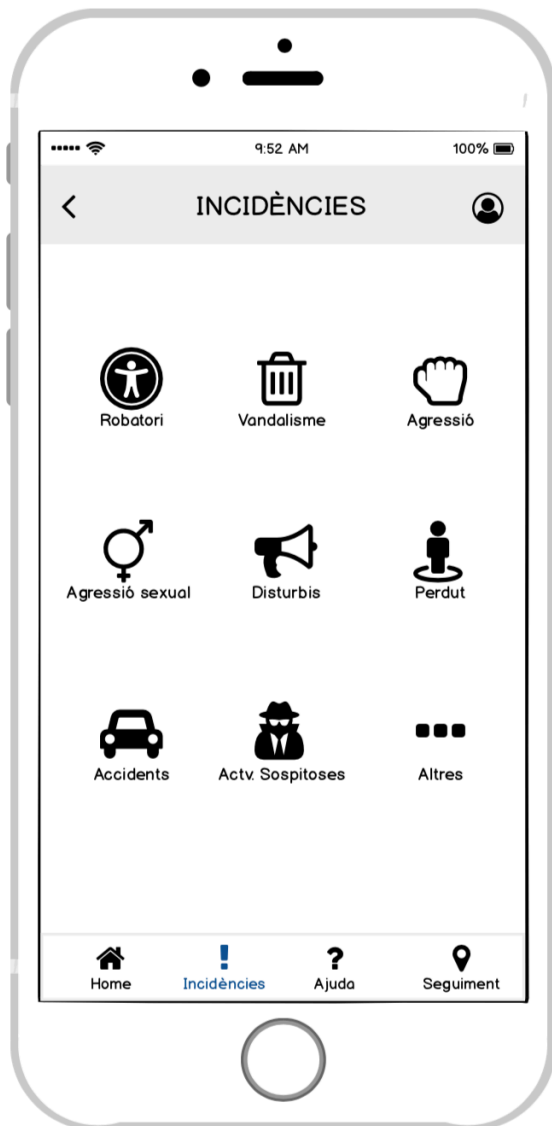 9:52 AM 100%
INCIDÈNCIES
Robatori Vandalisme Agressió
Agressió sexual Disturbis Perdut
Accidents Actv. Sospitoses Altres
! ?
Home Incidències Ajuda Seguiment